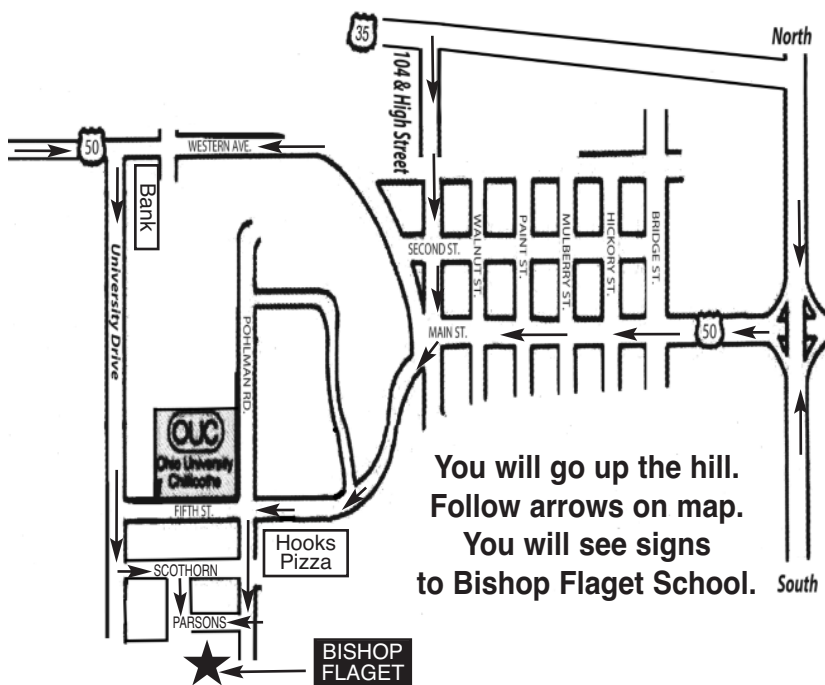 35
North
104 & High Street
50
WESTERN AVE.
Bank
University Drive
POHLMAN RD.
SECOND ST.
WALNUT ST.
PAINT ST.
MULBERRY ST.
HICKORY ST.
BRIDGE ST.
MAIN ST.
50
OUC
Ohio University
Chillicothe
FIFTH ST.
Hooks
Pizza
SCOTHORN
PARSONS
BISHOP
FLAGET
You will go up the hill.
Follow arrows on map.
You will see signs
to Bishop Flaget School.
South